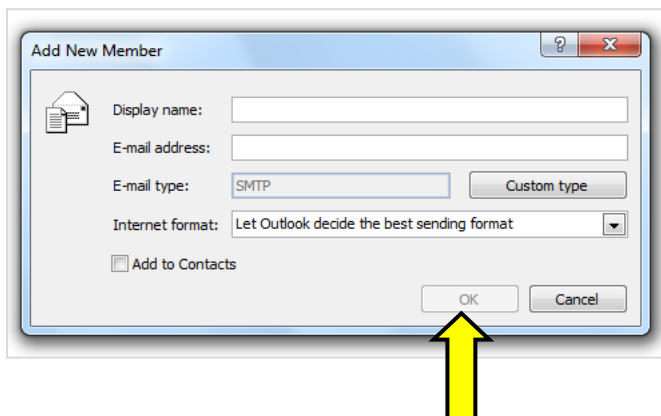 Add New Member
Display name:
E-mail address:
E-mail type: SMTP Custom type
Internet format: Let Outlook decide the best sending format
Add to Contacts
OK Cancel